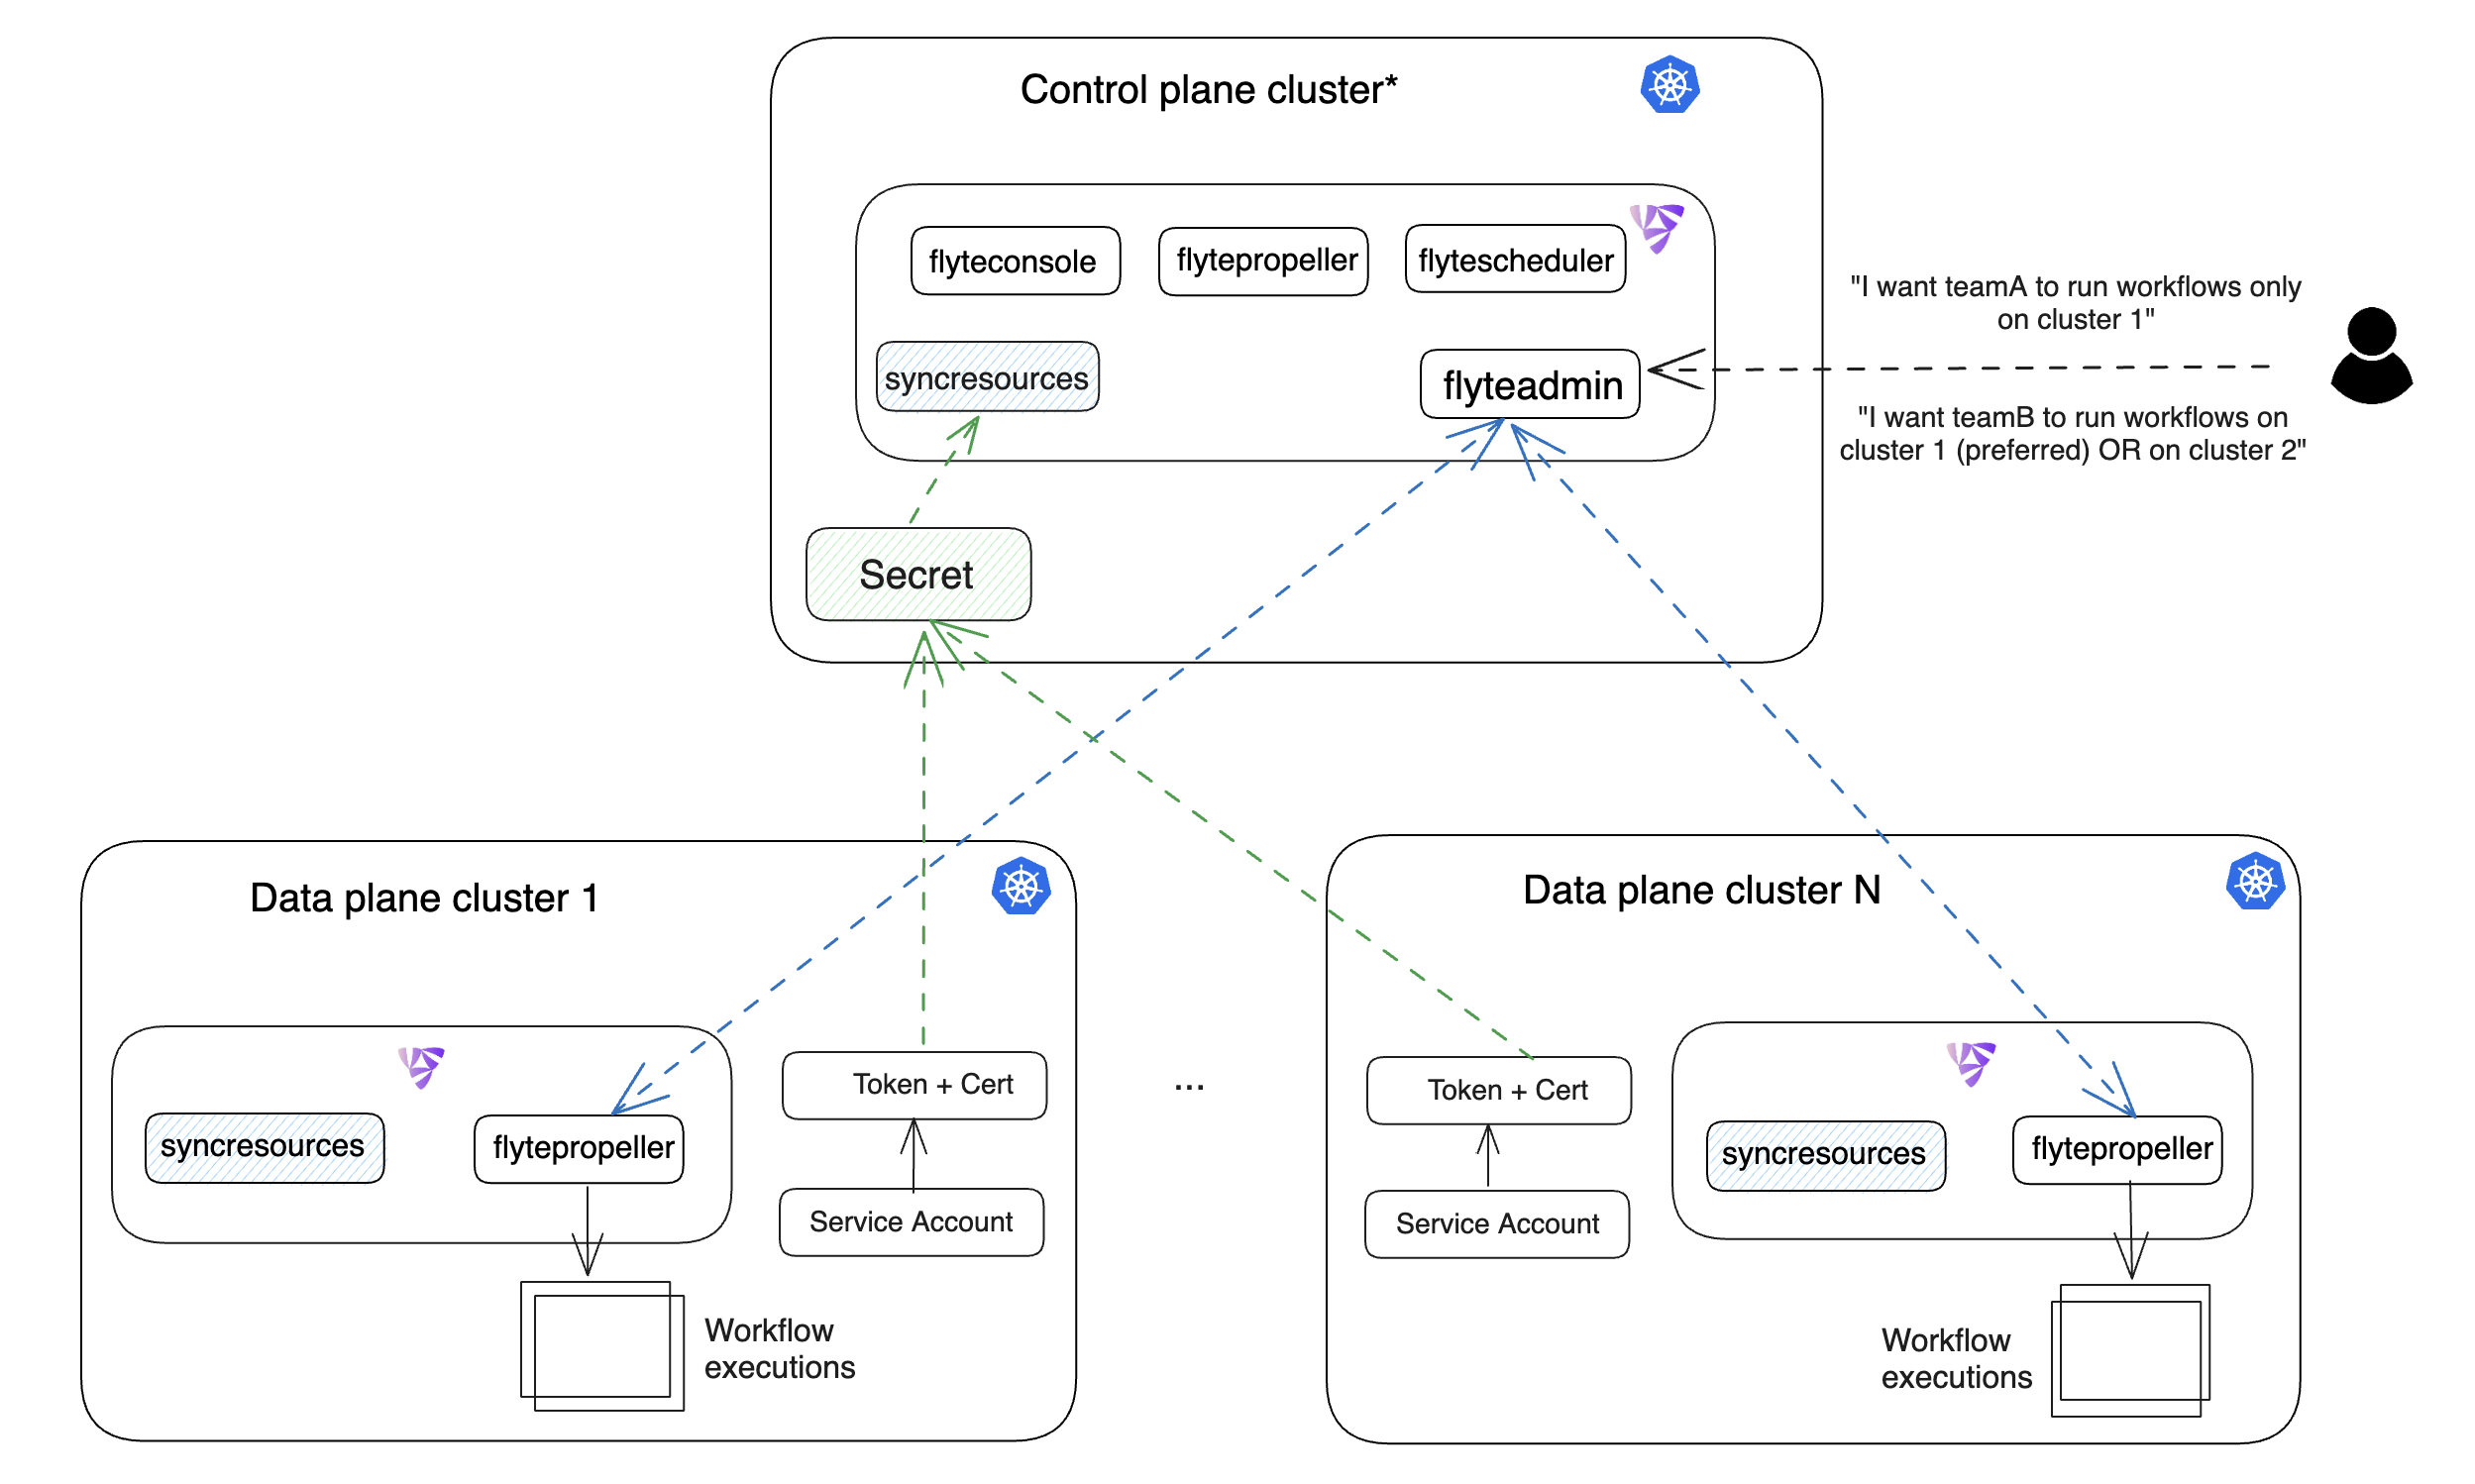 Control plane cluster*
flyteconsole
flytepropeller
flytescheduler
syncresources
flyteadmin
"I want teamA to run workflows only
on cluster 1"
"I want teamB to run workflows on
cluster 1 (preferred) OR on cluster 2"
Secret
Data plane cluster 1
syncresources
flytepropeller
Token + Cert
Service Account
Workflow
executions
...
Data plane cluster N
Token + Cert
Service Account
syncresources
flytepropeller
Workflow
executions